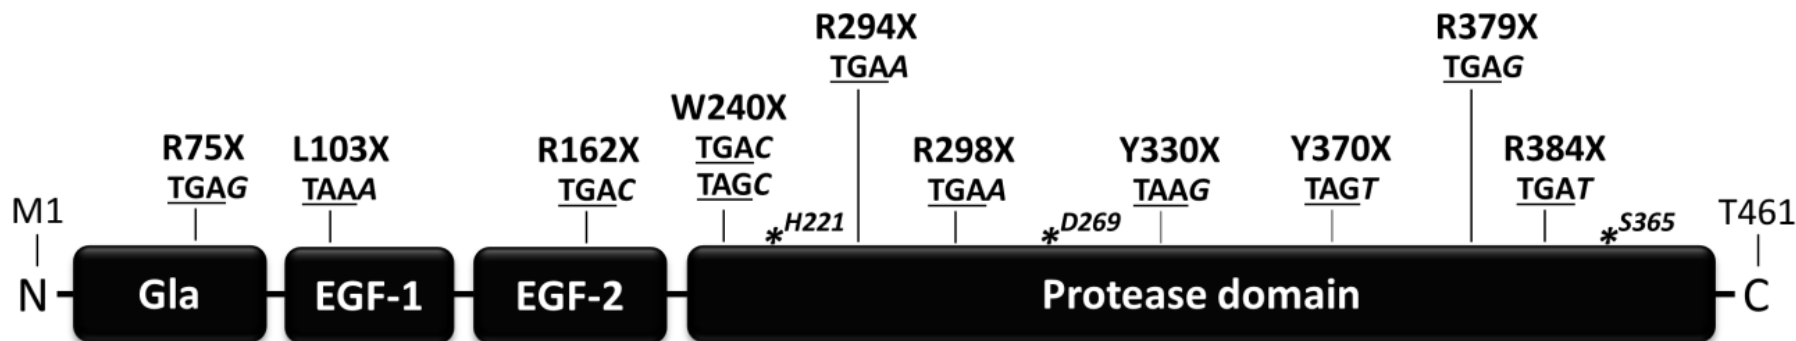 R294X
TGAA
R379X
TGAG
W240X
TGAC
TAGC
R75X
TGAG
L103X
TAAA
R162X
TGAC
R298X
TGAA
Y330X
TAAG
Y370X
TAGT
R384X
TGAT
M1
*H221
*D269
*S365
T461
N
Gla
EGF-1
EGF-2
Protease domain
C